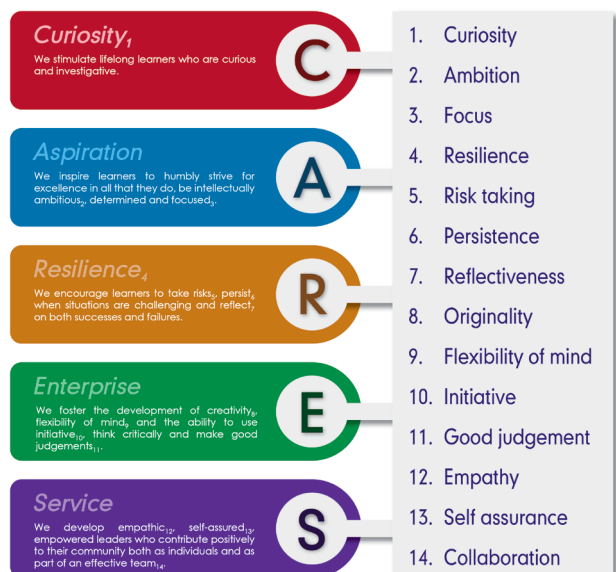 Curiosity₁
We stimulate lifelong learners who are curious
and investigative.
C
Aspiration
We inspire learners to humbly strive for
excellence in all that they do, be intellectually
ambitious₂, determined and focused₃.
A
Resilience₄
We encourage learners to take risks₅, persist₆
when situations are challenging and reflect₇
on both successes and failures.
R
Enterprise
We foster the development of creativity₈,
flexibility of mind₉ and the ability to use
initiative₁₀, think critically and make good
judgements₁₁.
E
Service
We develop empathic₁₂, self-assured₁₃,
empowered leaders who contribute positively
to their community both as individuals and as
part of an effective team₁₄.
S
1. Curiosity
2. Ambition
3. Focus
4. Resilience
5. Risk taking
6. Persistence
7. Reflectiveness
8. Originality
9. Flexibility of mind
10. Initiative
11. Good judgement
12. Empathy
13. Self assurance
14. Collaboration